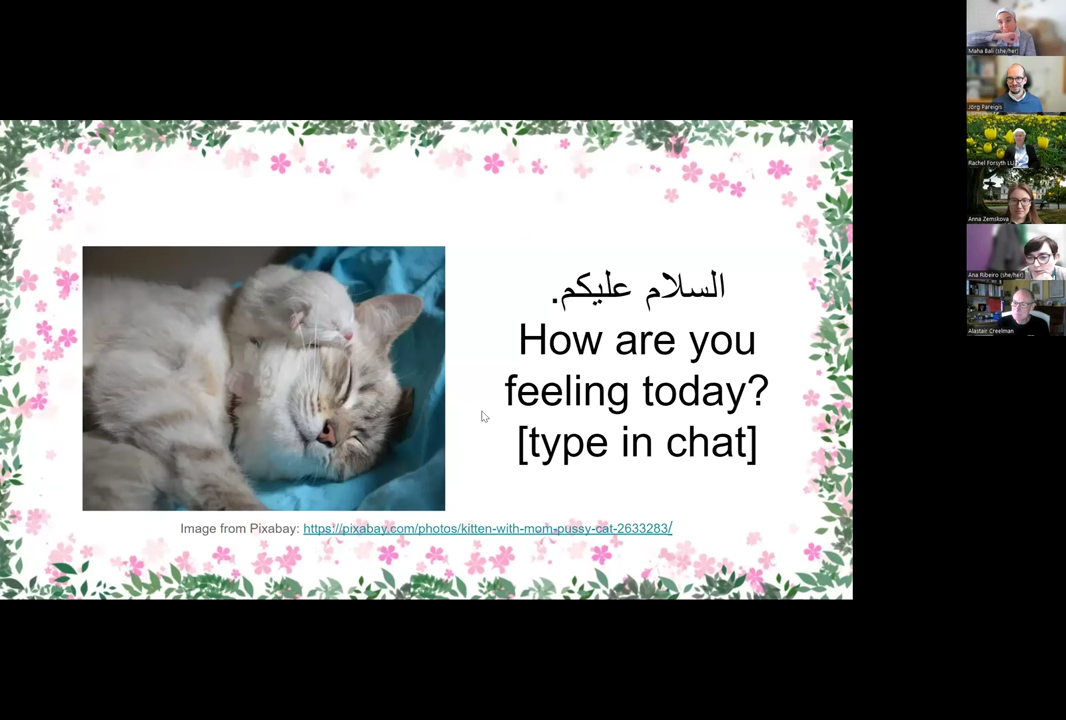 السلام عليكم.
How are you
feeling today?
[type in chat]
Image from Pixabay: https://pixabay.com/photos/kitten-with-mom-pussy-cat-2633283/
Maha Bali (she/her)
Jörg Pareigis
Rachel Forsyth LU
Anna Zemskova
Ana Ribeiro (she/her)
Alastair Creelman